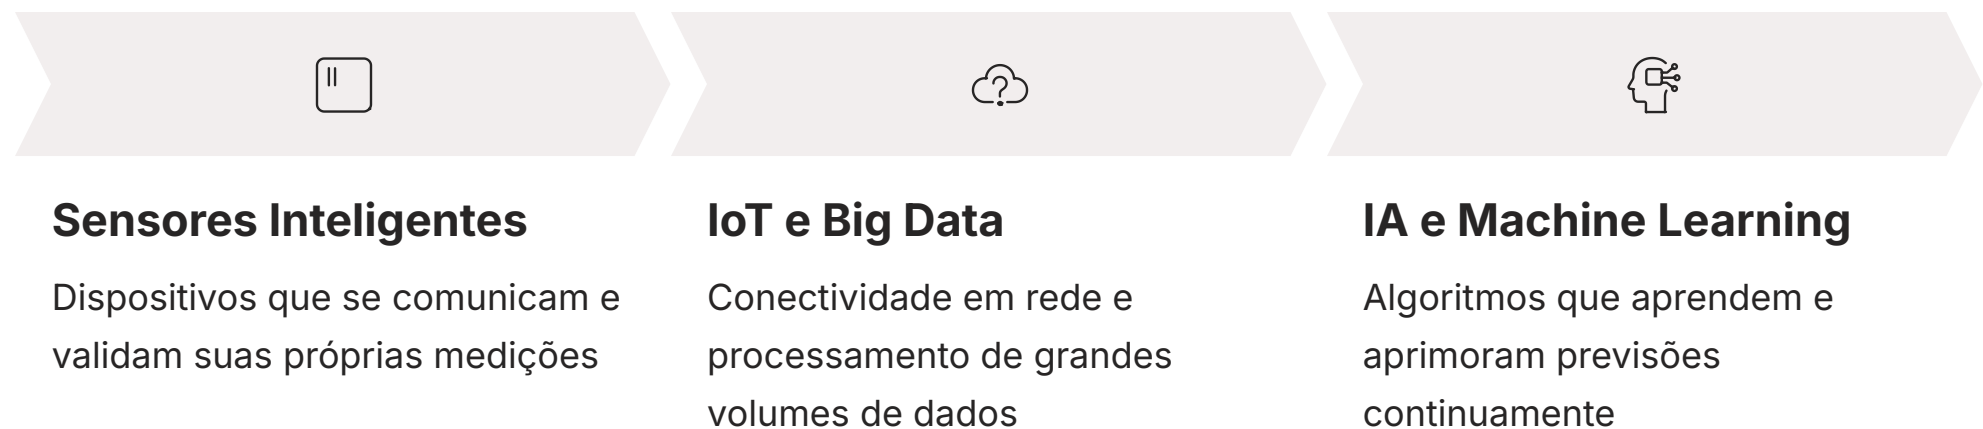 Sensores Inteligentes
Dispositivos que se comunicam e
validam suas próprias medições
IoT e Big Data
Conectividade em rede e
processamento de grandes
volumes de dados
IA e Machine Learning
Algoritmos que aprendem e
aprimoram previsões
continuamente